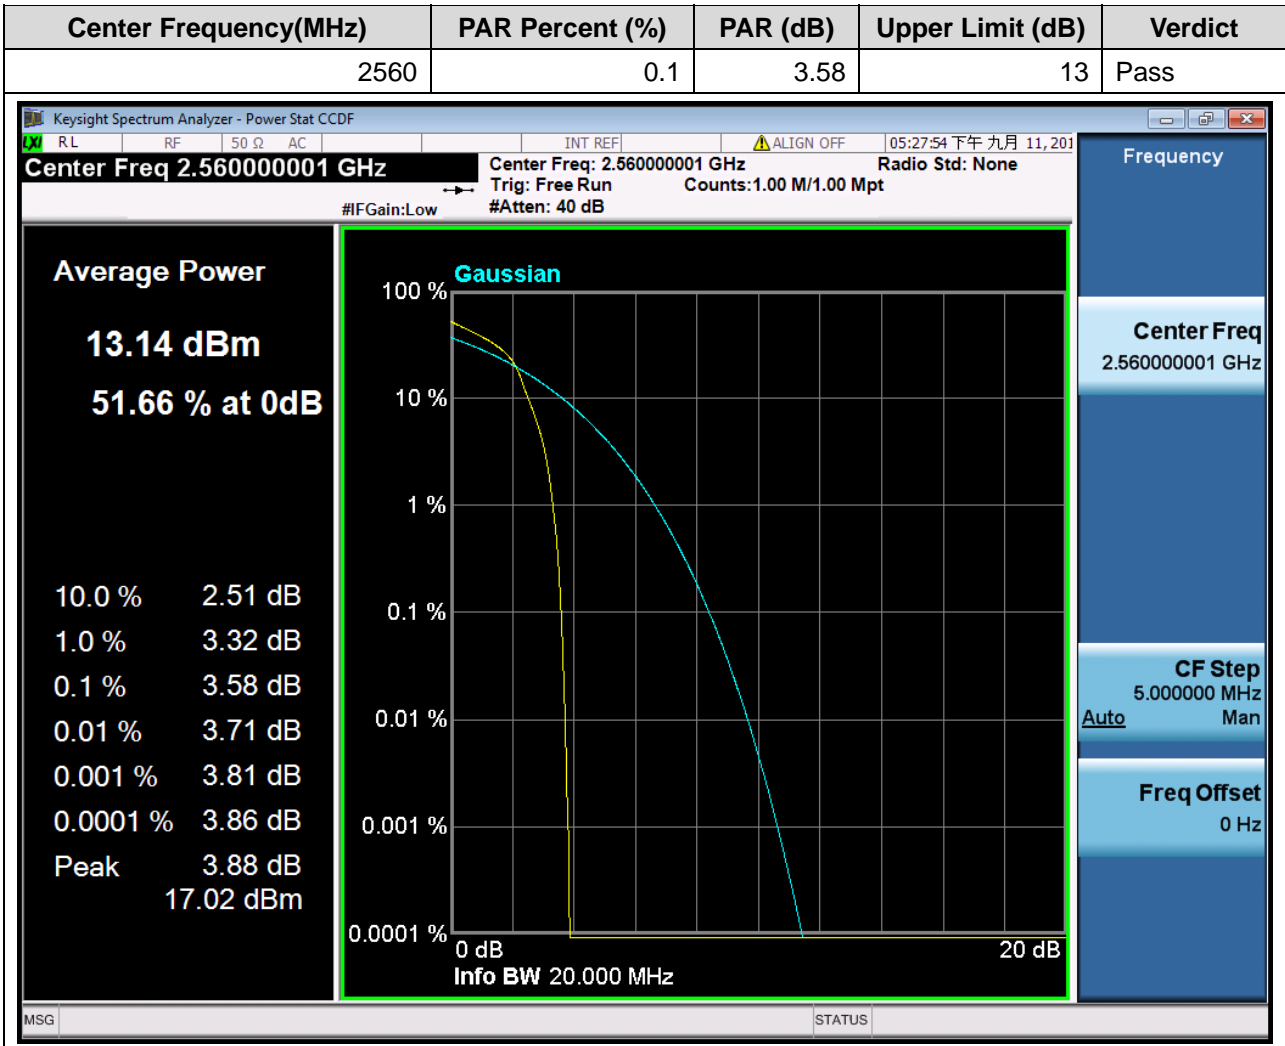 Center Frequency(MHz) PAR Percent (%) PAR (dB) Upper Limit (dB) Verdict
2560 0.1 3.58 13 Pass
Keysight Spectrum Analyzer - Power Stat CCDF
LXI RL RF 50 Ω AC INT REF ALIGN OFF 05:27:54 下午 九月 11, 201
Center Freq 2.560000001 GHz
#IFGain:Low
Center Freq: 2.560000001 GHz Radio Std: None
Trig: Free Run Counts:1.00 M/1.00 Mpt
#Atten: 40 dB
Average Power
13.14 dBm
51.66 % at 0dB
10.0 % 2.51 dB
1.0 % 3.32 dB
0.1 % 3.58 dB
0.01 % 3.71 dB
0.001 % 3.81 dB
0.0001 % 3.86 dB
Peak 3.88 dB
17.02 dBm
Gaussian
100 %
10 %
1 %
0.1 %
0.01 %
0.001 %
0.0001 %
0 dB 20 dB
Info BW 20.000 MHz
Frequency
Center Freq
2.560000001 GHz
CF Step
5.000000 MHz
Auto Man
Freq Offset
0 Hz
MSG STATUS